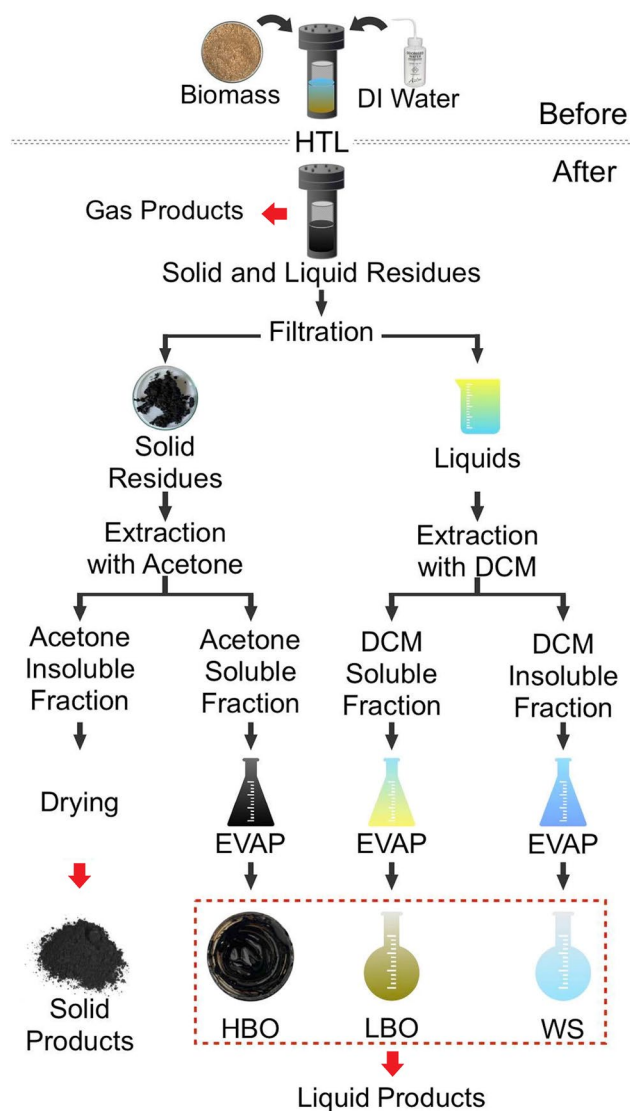 Biomass
DI Water
Before
HTL
After
Gas Products
Solid and Liquid Residues
Filtration
Solid
Residues
Liquids
Extraction
with Acetone
Extraction
with DCM
Acetone
Insoluble
Fraction
Acetone
Soluble
Fraction
DCM
Soluble
Fraction
DCM
Insoluble
Fraction
Drying
EVAP
EVAP
EVAP
Solid
Products
HBO
LBO
WS
Liquid Products